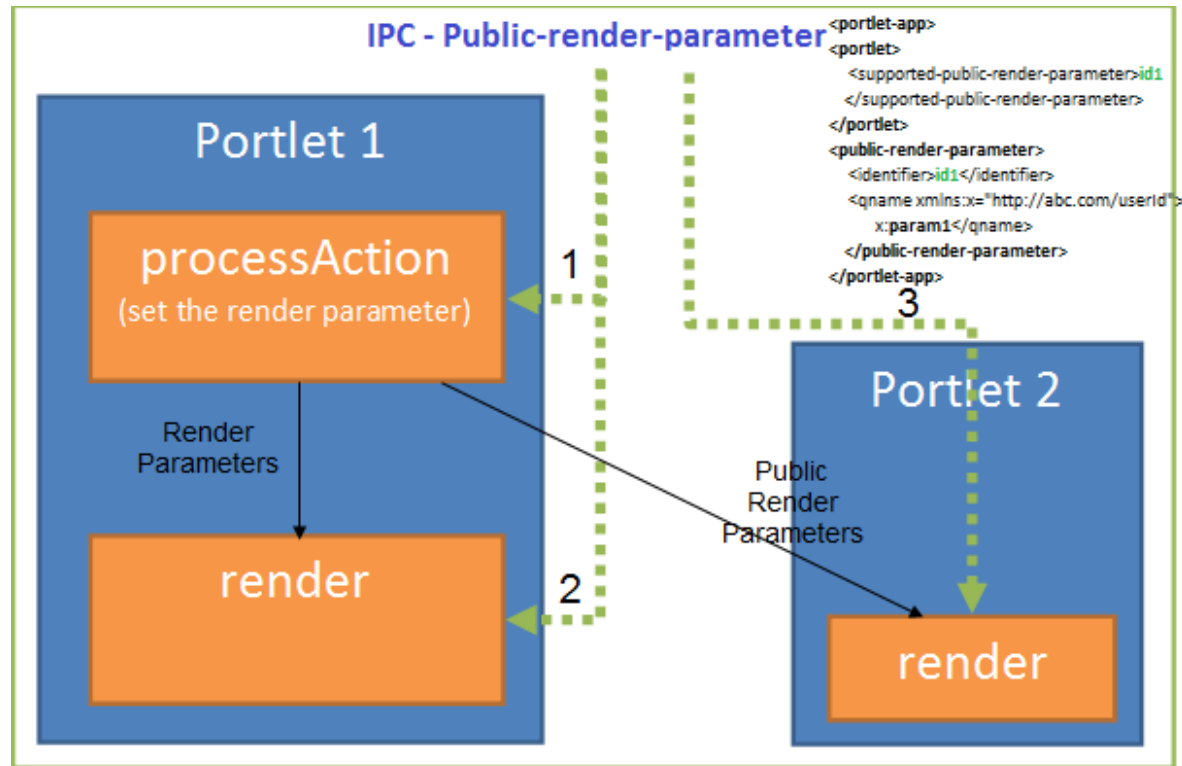 IPC - Public-render-parameter
<portlet-app>
<portlet>
<supported-public-render-parameter>id1
</supported-public-render-parameter>
</portlet>
<public-render-parameter>
<identifier>id1</identifier>
<qname xmlns:x="http://abc.com/userId">
x:param1</qname>
</public-render-parameter>
</portlet-app>
Portlet 1
processAction
(set the render parameter)
1
3
Portlet 2
Render
Parameters
Public
Render
Parameters
render
2
render